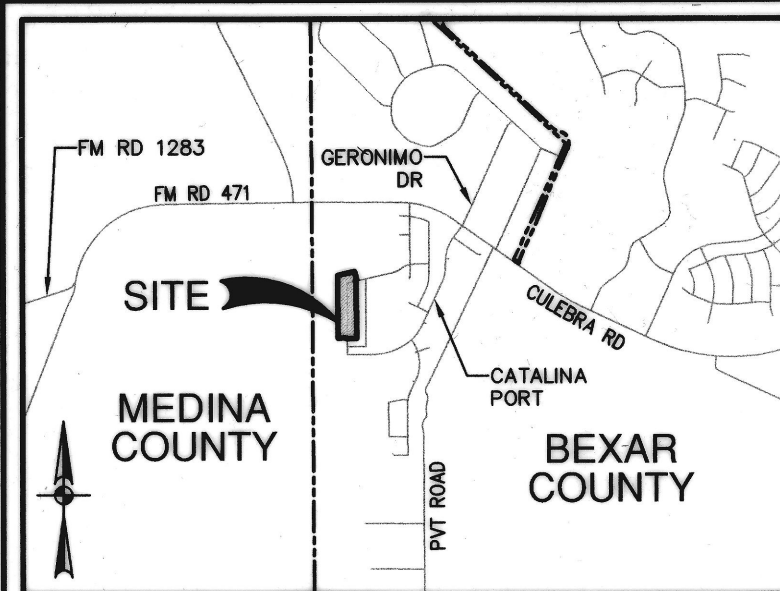 FM RD 1283
GERONIMO
DR
FM RD 471
SITE
CULEBRA RD
CATALINA
PORT
MEDINA
COUNTY
BEXAR
COUNTY
PVT ROAD